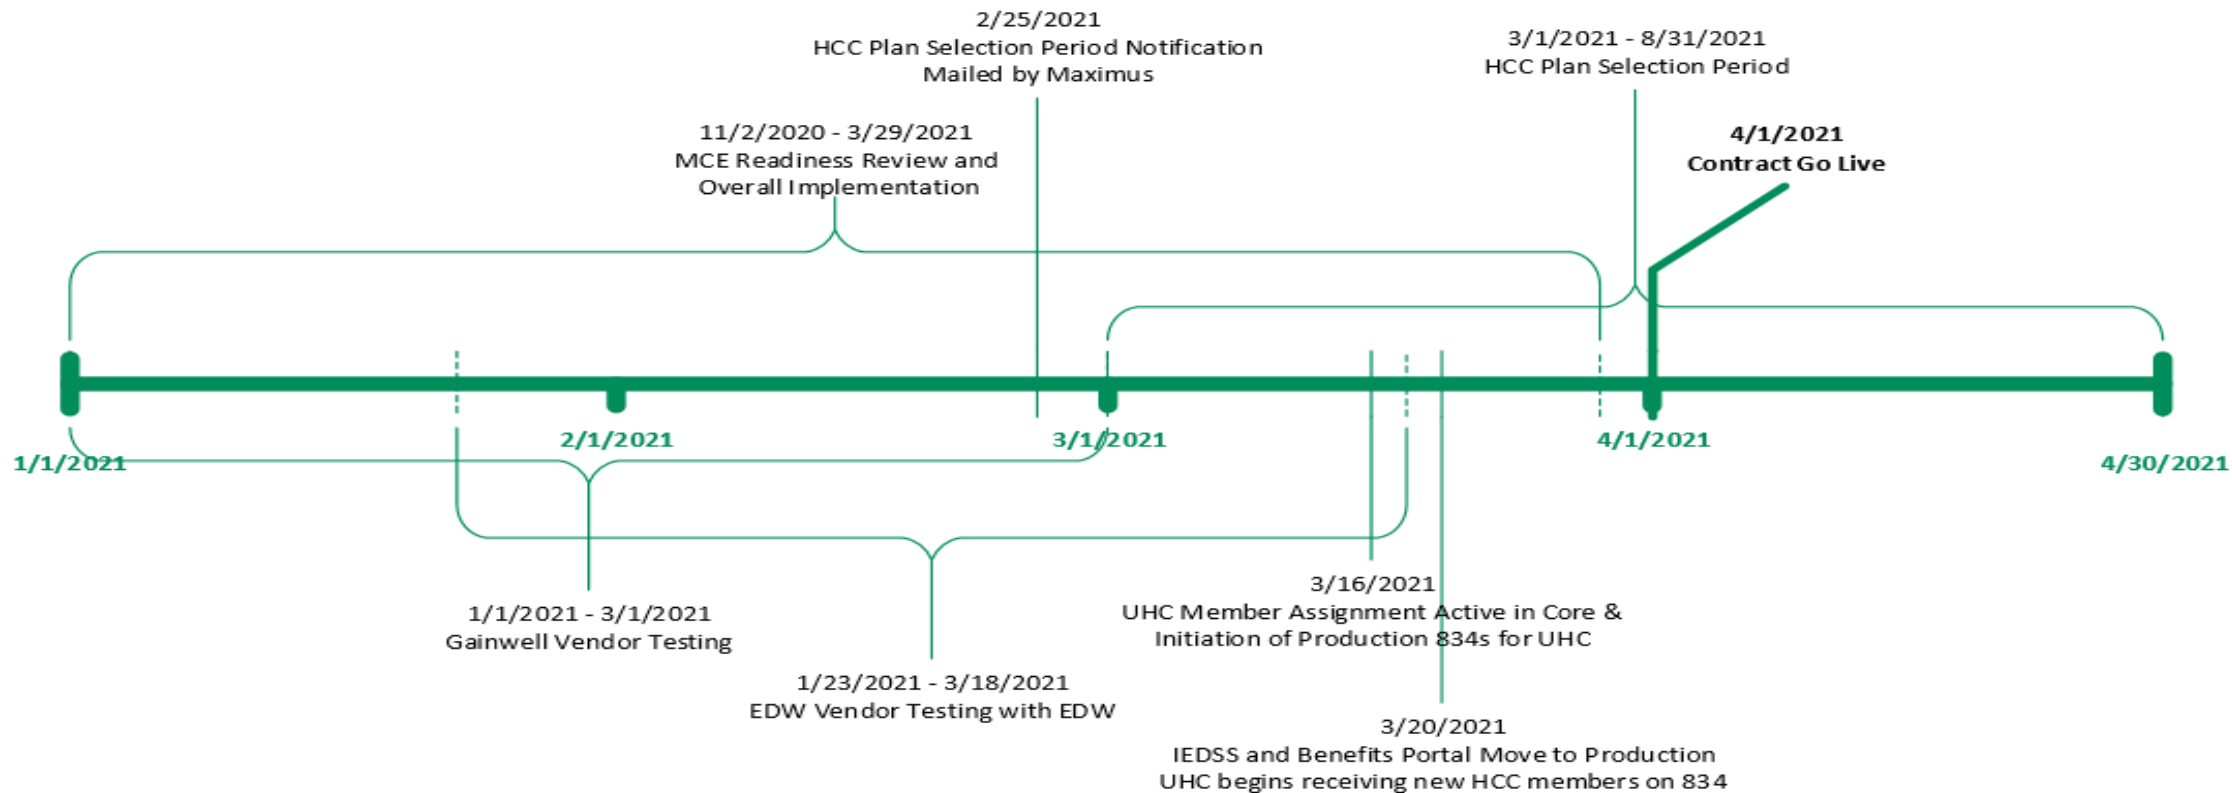 2/25/2021
HCC Plan Selection Period Notification
Mailed by Maximus
3/1/2021 - 8/31/2021
HCC Plan Selection Period
11/2/2020 - 3/29/2021
MCE Readiness Review and
Overall Implementation
4/1/2021
Contract Go Live
1/1/2021
2/1/2021
3/1/2021
4/1/2021
4/30/2021
1/1/2021 - 3/1/2021
Gainwell Vendor Testing
1/23/2021 - 3/18/2021
EDW Vendor Testing with EDW
3/16/2021
UHC Member Assignment Active in Core &
Initiation of Production 834s for UHC
3/20/2021
IEDSS and Benefits Portal Move to Production
UHC begins receiving new HCC members on 834